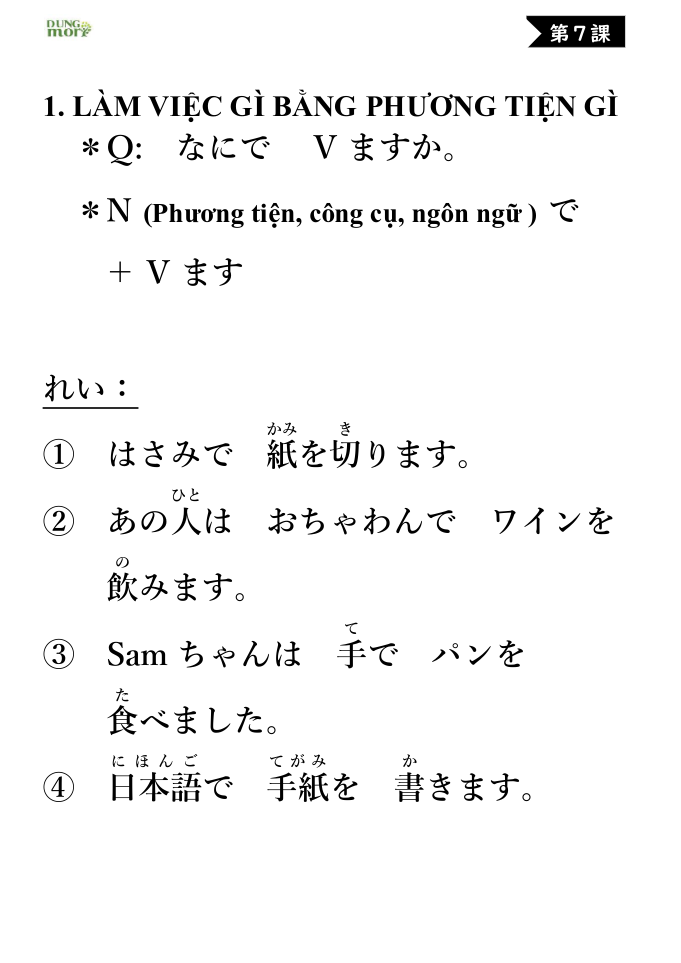 DUNG
mori
第7課
1. LÀM VIỆC GÌ BẰNG PHƯƠNG TIỆN GÌ
＊Q:　なにで　Vますか。
＊N (Phương tiện, công cụ, ngôn ngữ ) で
＋ Vます
れい：
かみ　き
①　はさみで　紙を切ります。
ひと
②　あの人は　おちゃわんで　ワインを
の
飲みます。
て
③　Samちゃんは　手で　パンを
た
食べました。
にほんご　てがみ　か
④　日本語で　手紙を　書きます。